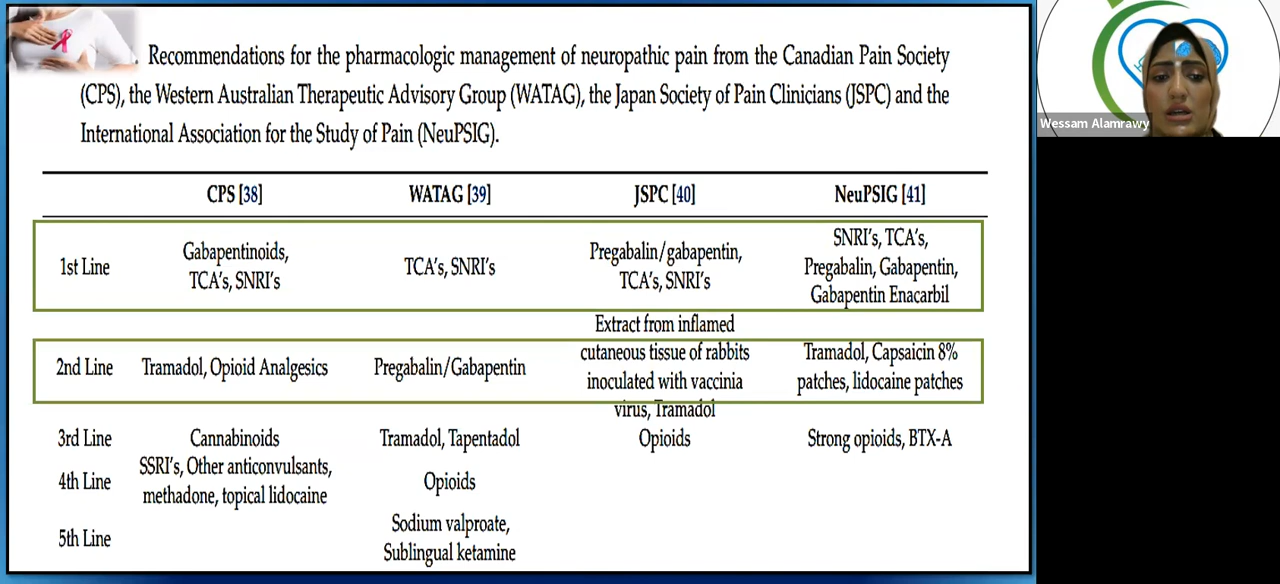 . Recommendations for the pharmacologic management of neuropathic pain from the Canadian Pain Society
(CPS), the Western Australian Therapeutic Advisory Group (WATAG), the Japan Society of Pain Clinicians (JSPC) and the
International Association for the Study of Pain (NeuPSIG).
CPS [38] WATAG [39] JSPC [40] NeuPSIG [41]
1st Line
Gabapentinoids,
TCA's, SNRI's
TCA's, SNRI's
Pregabalin/gabapentin,
TCA's, SNRI's
SNRI's, TCA's,
Pregabalin, Gabapentin,
Gabapentin Enacarbil
2nd Line
Tramadol, Opioid Analgesics
Pregabalin/Gabapentin
Extract from inflamed
cutaneous tissue of rabbits
inoculated with vaccinia
virus, Tramadol
Tramadol, Capsaicin 8%
patches, lidocaine patches
3rd Line
Cannabinoids
Tramadol, Tapentadol
Opioids
Strong opioids, BTX-A
4th Line
SSRI's, Other anticonvulsants,
methadone, topical lidocaine
Opioids
5th Line
Sodium valproate,
Sublingual ketamine
Wessam Alamrawy